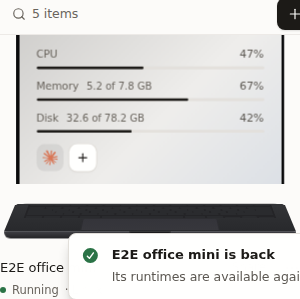 5 items
CPU 47%
Memory 5.2 of 7.8 GB 67%
Disk 32.6 of 78.2 GB 42%
E2E office
Running ·
E2E office mini is back
Its runtimes are available agai